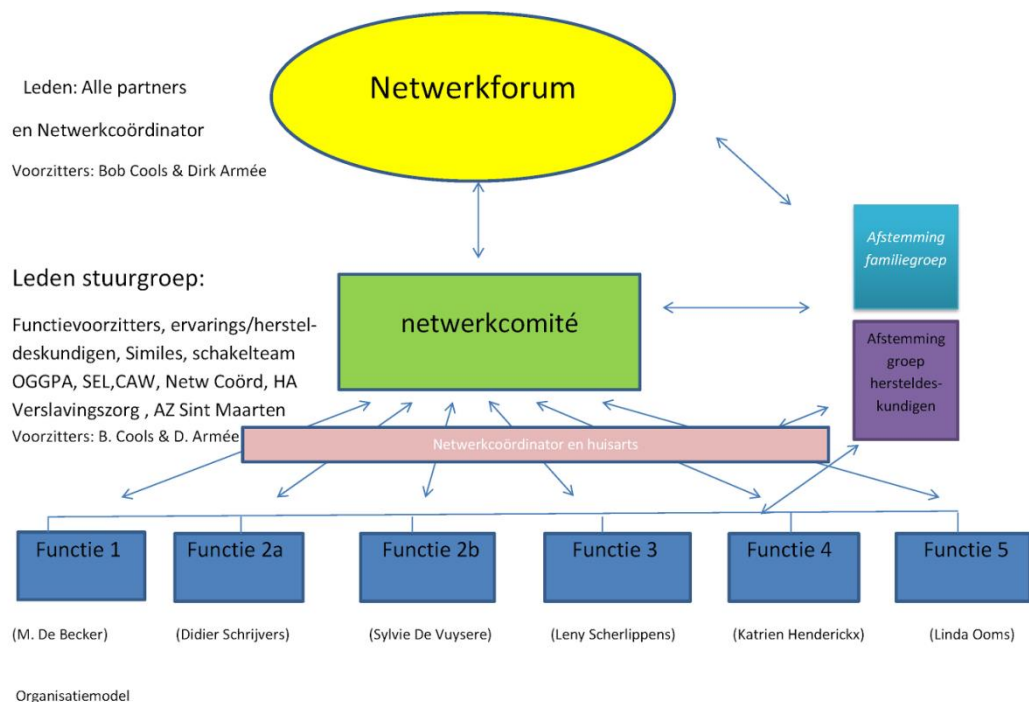 Netwerkforum
Leden: Alle partners
en Netwerkcoördinator
Voorzitters: Bob Cools & Dirk Armée
Afstemming
familiegroep
Leden stuurgroep:
Functievoorzitters, ervarings/herstel-
deskundigen, Similes, schakelteam
OGGPA, SEL,CAW, Netw Coörd, HA
Verslavingszorg , AZ Sint Maarten
Voorzitters: B. Cools & D. Armée
netwerkcomité
Afstemming
groep
hersteldes-
kundigen
Netwerkcoördinator en huisarts
Functie 1
Functie 2a
Functie 2b
Functie 3
Functie 4
Functie 5
(M. De Becker)
(Didier Schrijvers)
(Sylvie De Vuysere)
(Leny Scherlippens)
(Katrien Henderickx)
(Linda Ooms)
Organisatiemodel